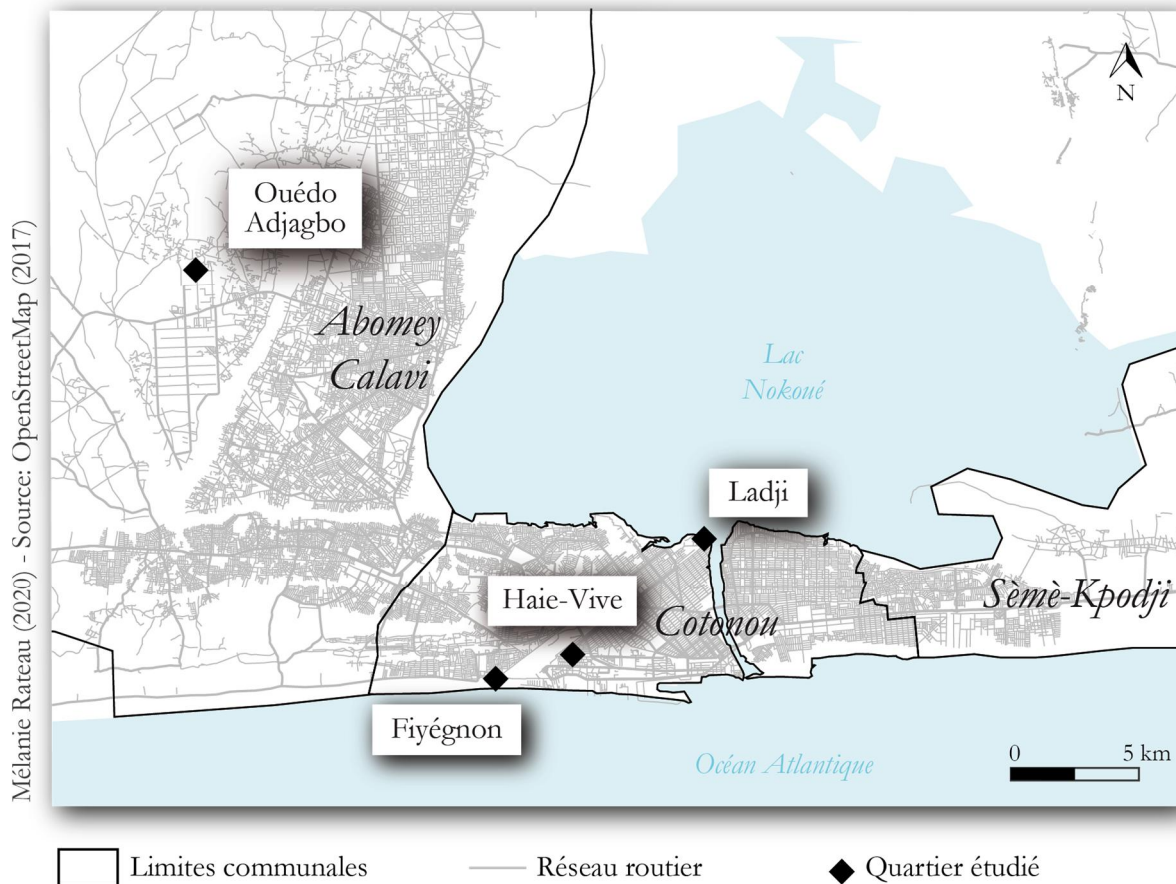 N
Ouédo
Adjagbo
Abomey
Calavi
Lac
Nokoué
Ladji
Haie-Vive
Cotonou
Sèmè-Kpodji
Fiyégnon
Océan Atlantique
0 5 km
Mélanie Rateau (2020) - Source: OpenStreetMap (2017)
Limites communales
Réseau routier
Quartier étudié